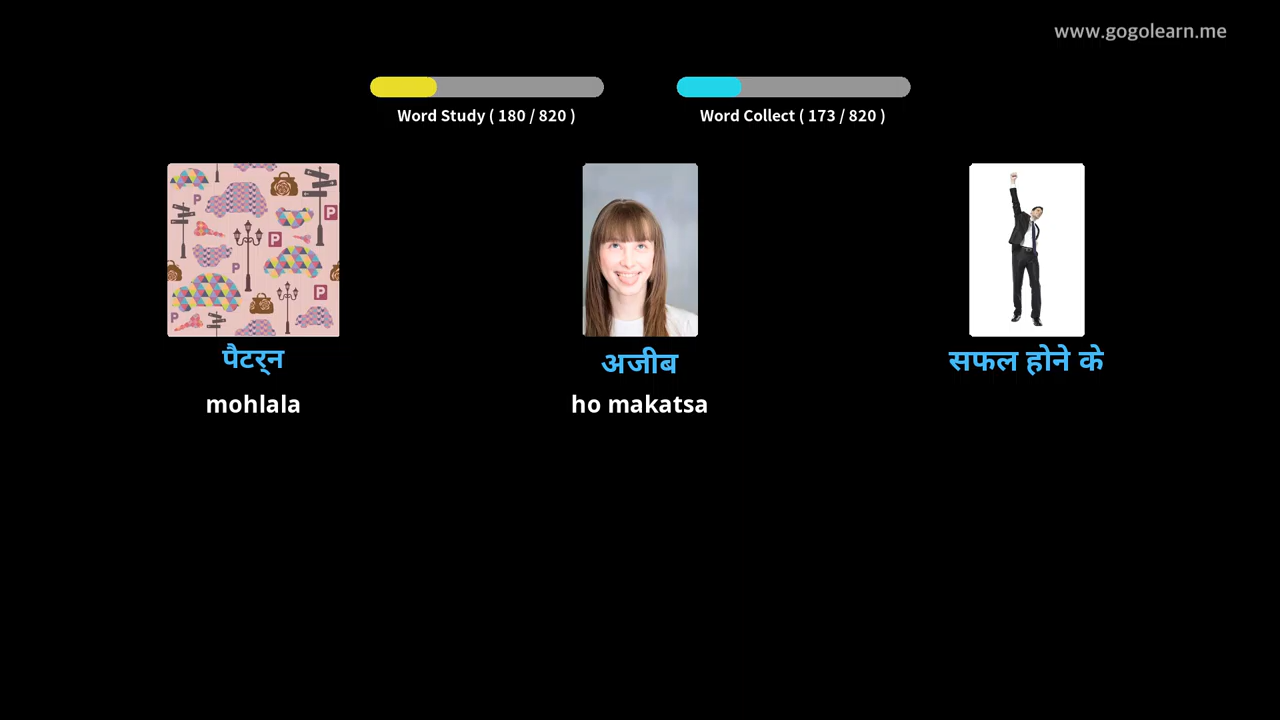 www.gogolearn.me
Word Study ( 180 / 820 )
Word Collect ( 173 / 820 )
P
P
P
P
P
P
पैटर्‍न
अजीब
सफल होने के
mohlala
ho makatsa